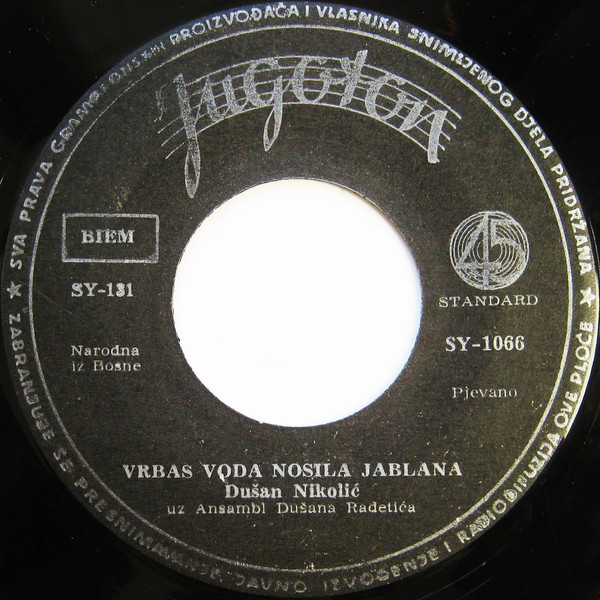 SVA PRAVA PROIZVOĐAČA I VLASNIKA SNIMLJENOG DJELA PRIDRŽANA ★
Jugoton
BIEM
45
STANDARD
SY-131
SY-1066
Narodna
iz Bosne
Pjevano
VRBAS VODA NOSILA JABLANA
Dušan Nikolić
uz Ansambl Dušana Radetića
★ ZABRANJUJE SE PRESNIMAVANJE, JAVNO IZVOĐENJE I RADIODIFUZIJA OVE PLOČE